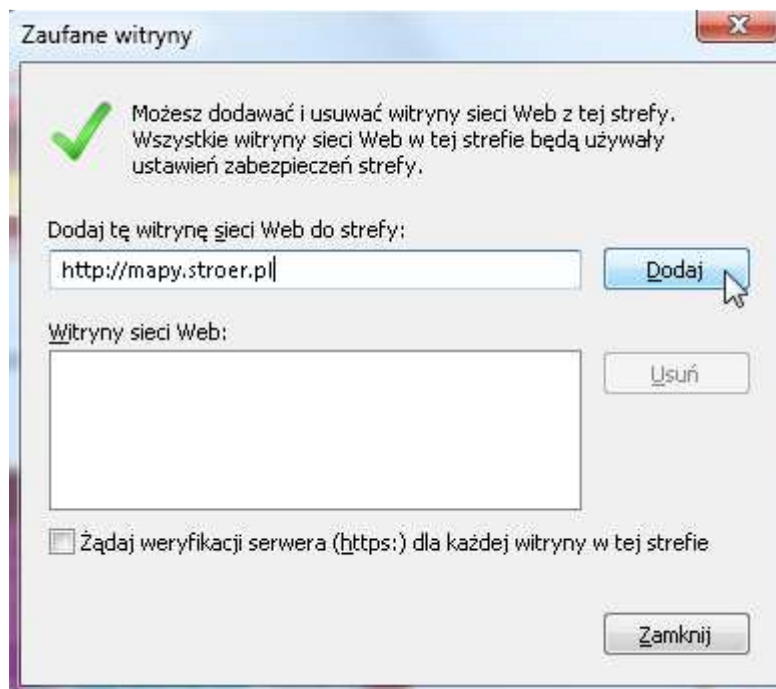 Zaufane witryny
Możesz dodawać i usuwać witryny sieci Web z tej strefy.
Wszystkie witryny sieci Web w tej strefie będą używały
ustawień zabezpieczeń strefy.
Dodaj tę witrynę sieci Web do strefy:
http://mapy.stroer.pl
Dodaj
Witryny sieci Web:
Usuń
Żądaj weryfikacji serwera (https:) dla każdej witryny w tej strefie
Zamknij